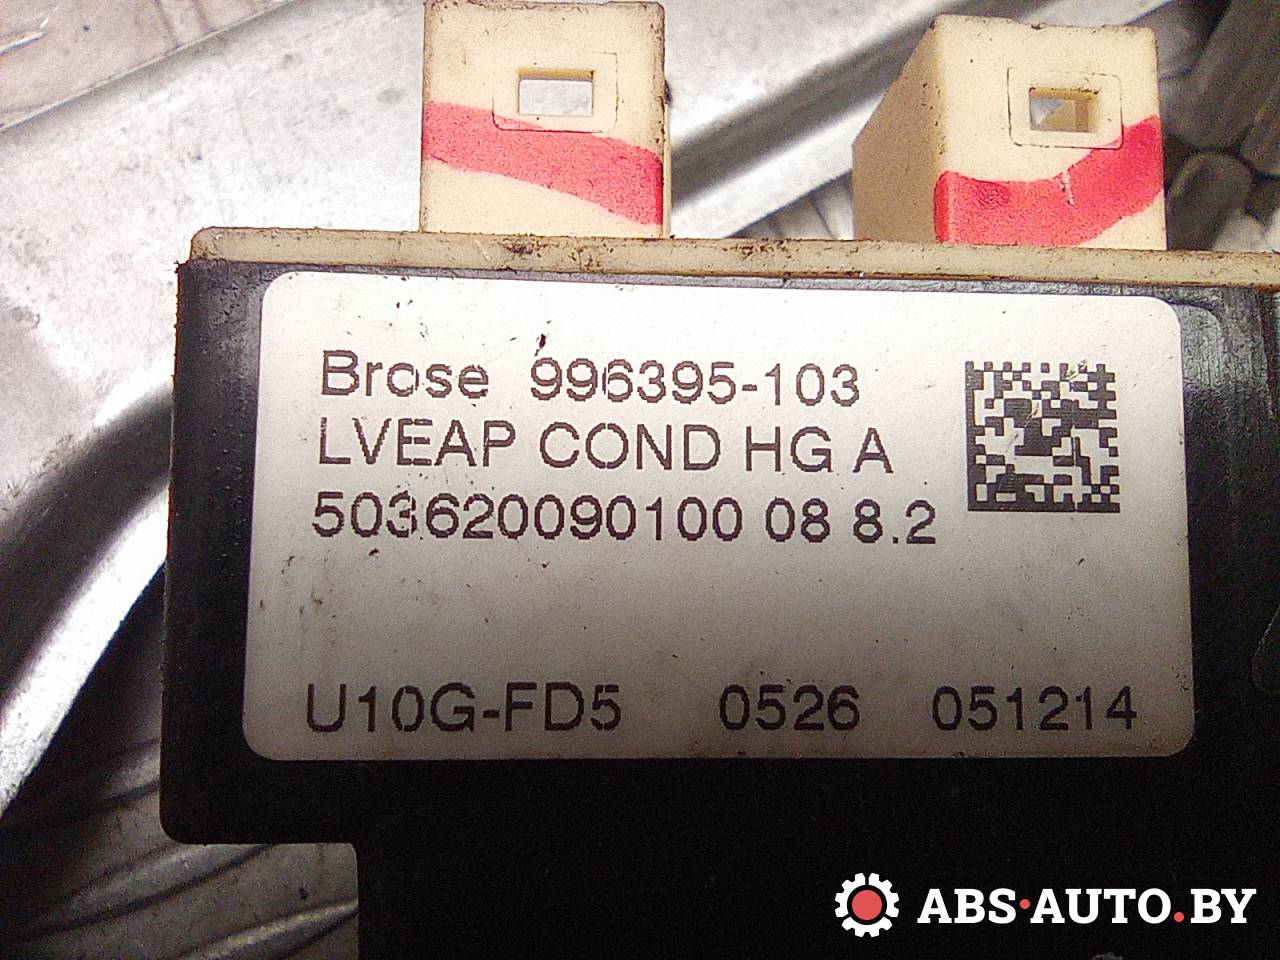 Brose 996395-103
LVEAP COND HG A
503620090100 08 8.2
U10G-FD5 0526 051214
ABS·AUTO.BY